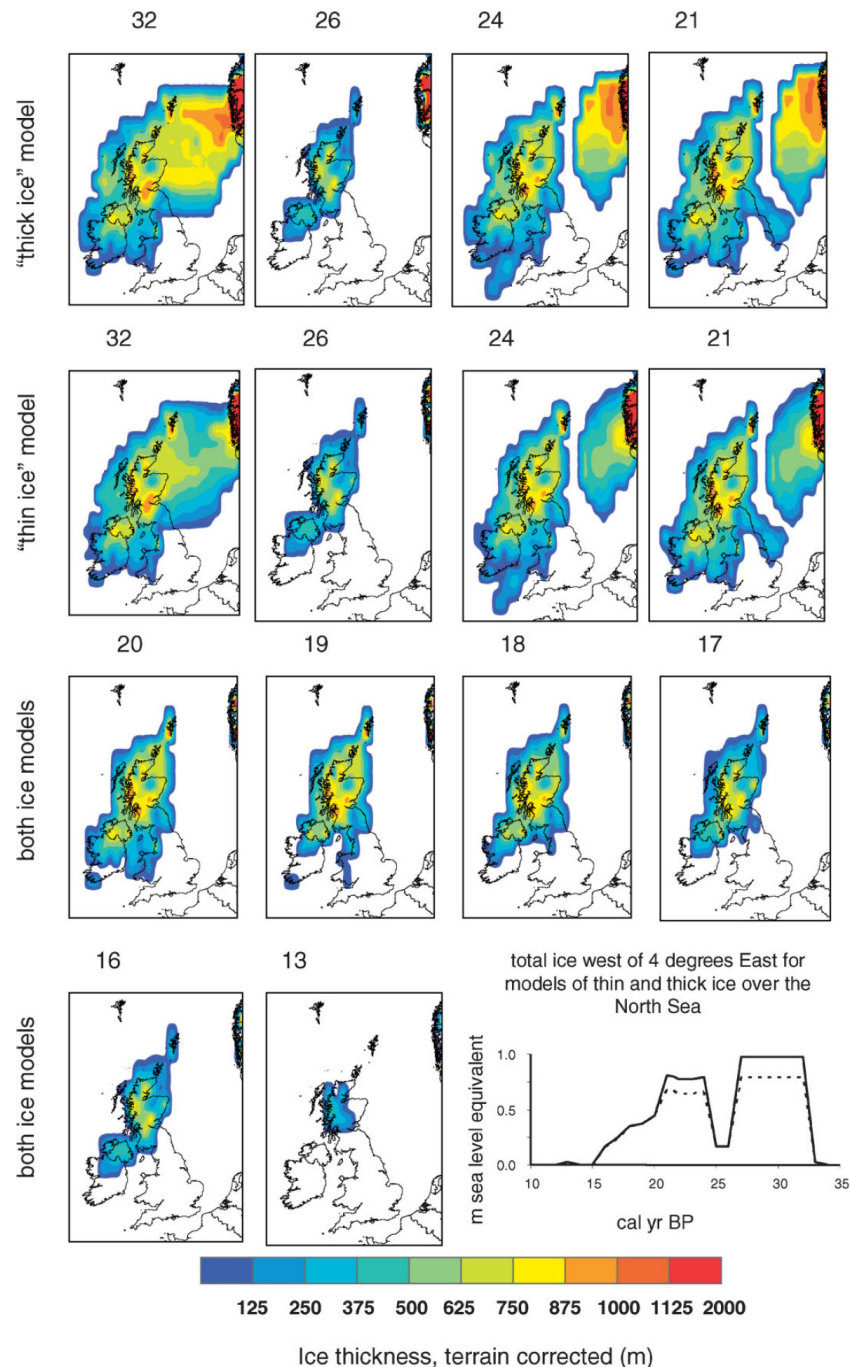 32 26 24 21
"thick ice" model
32 26 24 21
"thin ice" model
20 19 18 17
both ice models
16 13
both ice models
total ice west of 4 degrees East for
models of thin and thick ice over the
North Sea
m sea level equivalent
1.0
0.5
0.0
10 15 20 25 30 35
cal yr BP
125 250 375 500 625 750 875 1000 1125 2000
Ice thickness, terrain corrected (m)